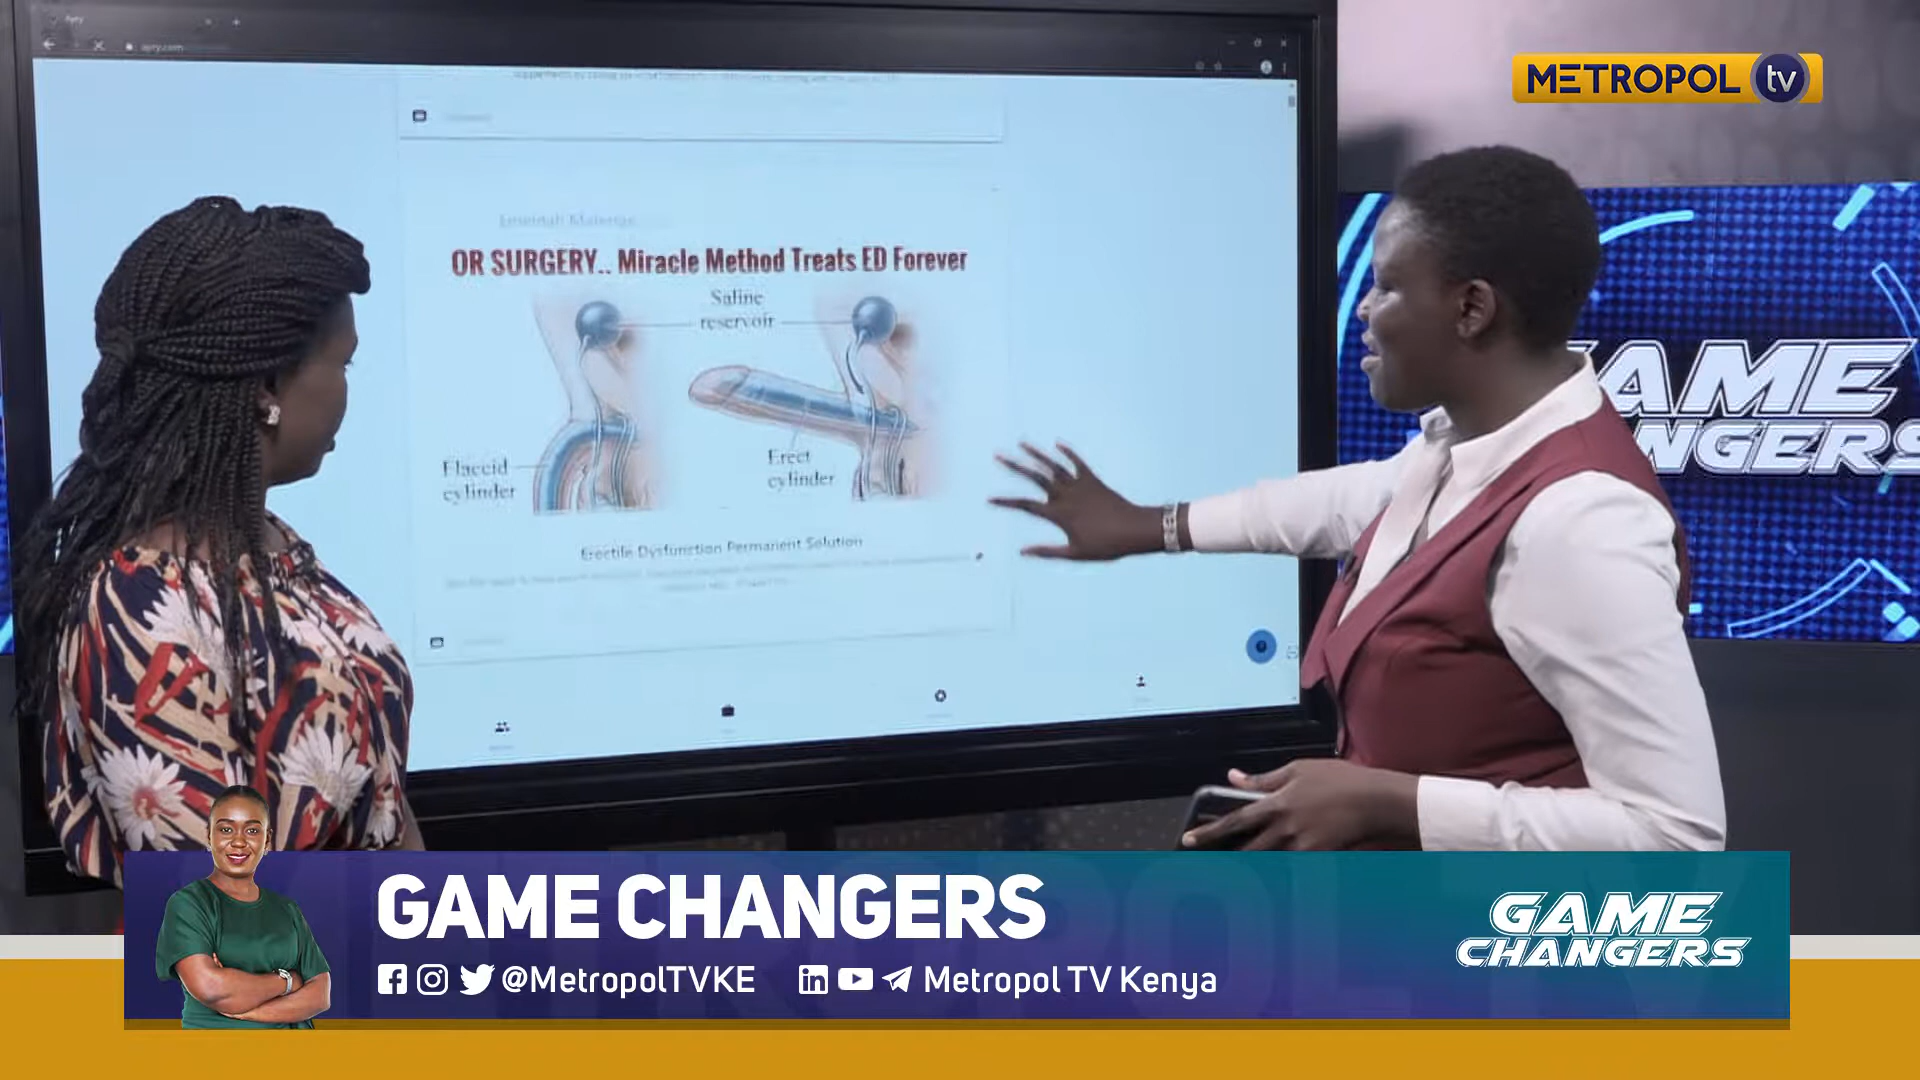 METROPOL tv
OR SURGERY.. Miracle Method Treats ED Forever
Saline
reservoir
Flaccid
cylinder
Erect
cylinder
Erectile Dysfunction Permanent Solution
GAME
CHANGERS
GAME CHANGERS
@MetropolTVKE
Metropol TV Kenya
GAME
CHANGERS